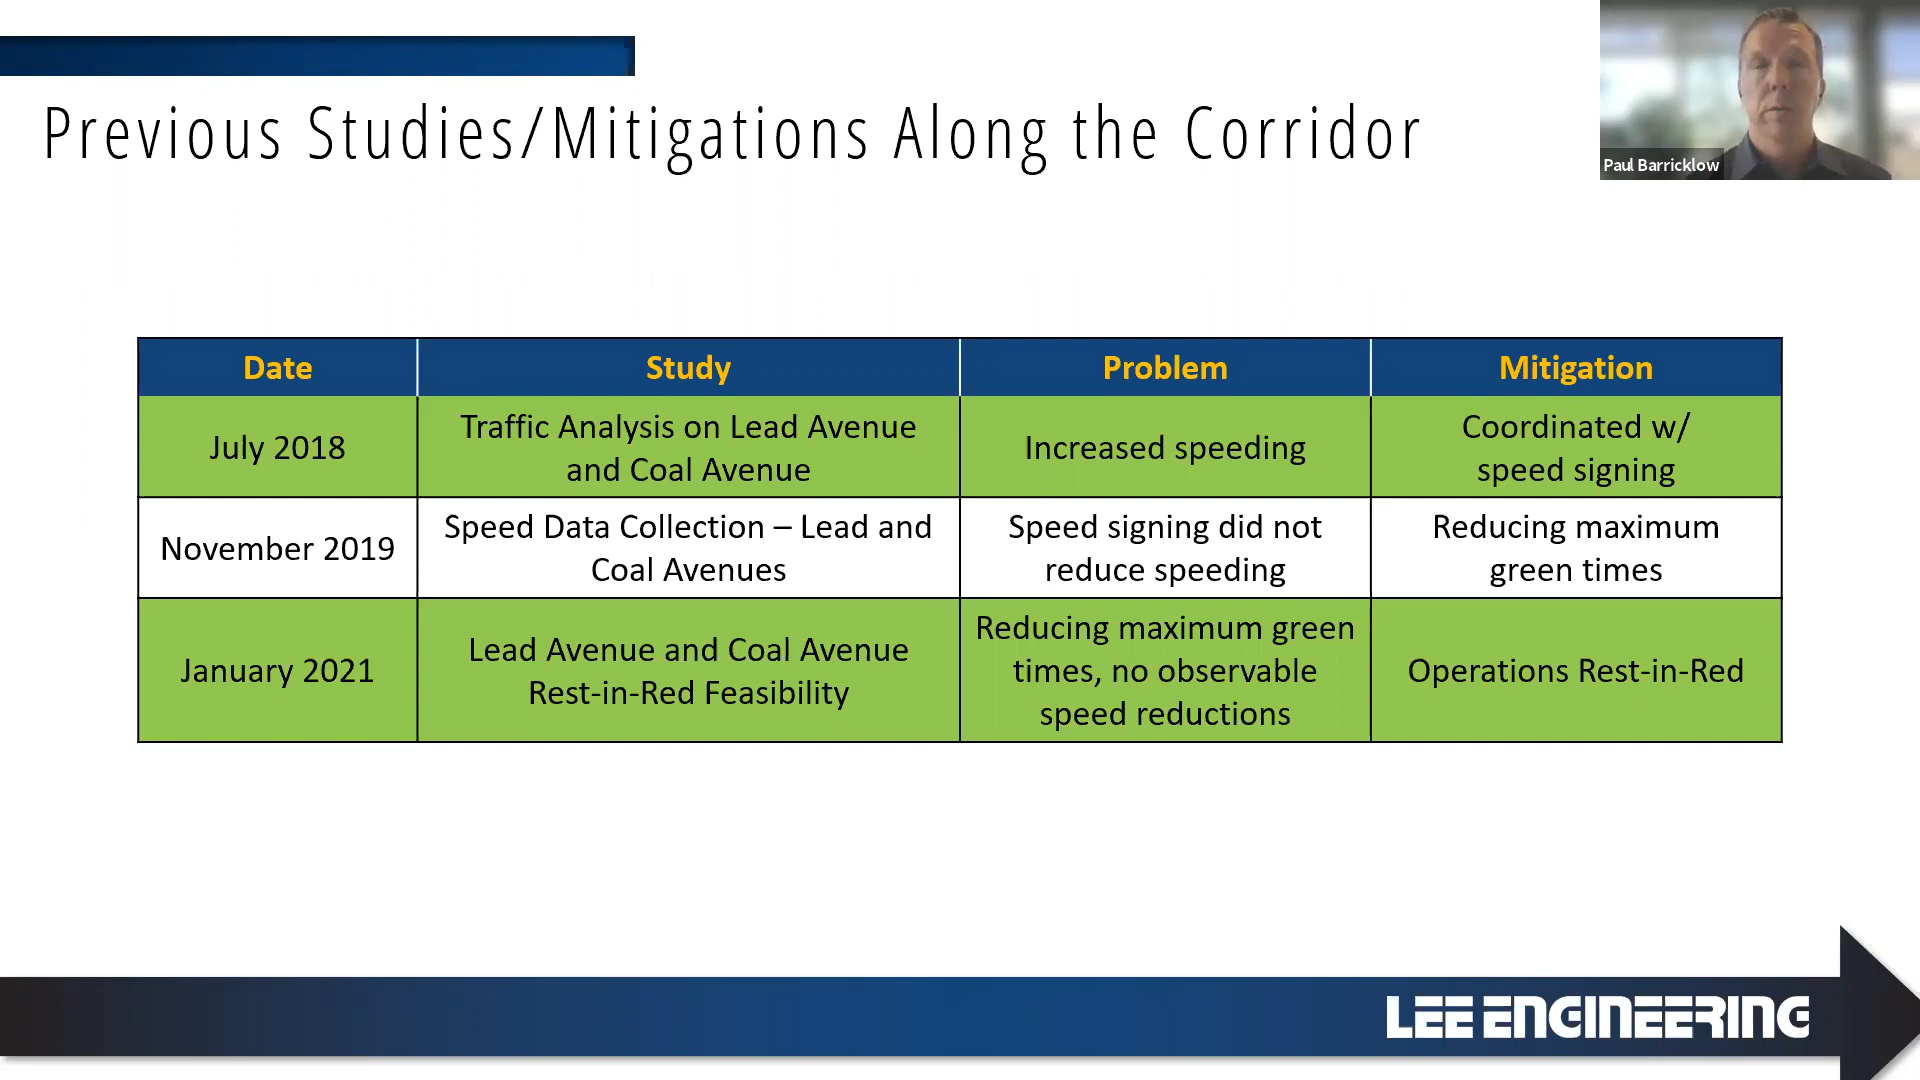 Previous Studies/Mitigations Along the Corridor
Paul Barricklow
Date
Study
Problem
Mitigation
July 2018
Traffic Analysis on Lead Avenue
and Coal Avenue
Increased speeding
Coordinated w/
speed signing
November 2019
Speed Data Collection – Lead and
Coal Avenues
Speed signing did not
reduce speeding
Reducing maximum
green times
January 2021
Lead Avenue and Coal Avenue
Rest-in-Red Feasibility
Reducing maximum green
times, no observable
speed reductions
Operations Rest-in-Red
LEE ENGINEERING